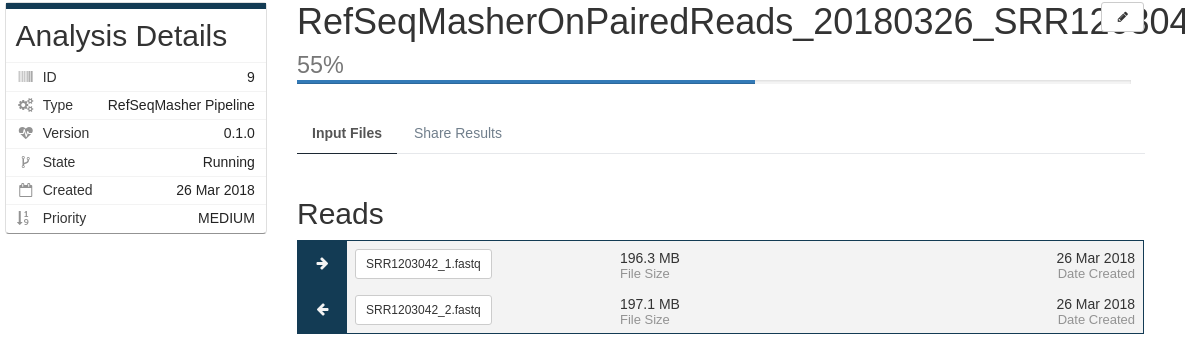 Analysis Details
ID 9
Type RefSeqMasher Pipeline
Version 0.1.0
State Running
Created 26 Mar 2018
Priority MEDIUM
RefSeqMasherOnPairedReads_20180326_SRR120304
55%
Input Files Share Results
Reads
SRR1203042_1.fastq 196.3 MB 26 Mar 2018
File Size Date Created
SRR1203042_2.fastq 197.1 MB 26 Mar 2018
File Size Date Created